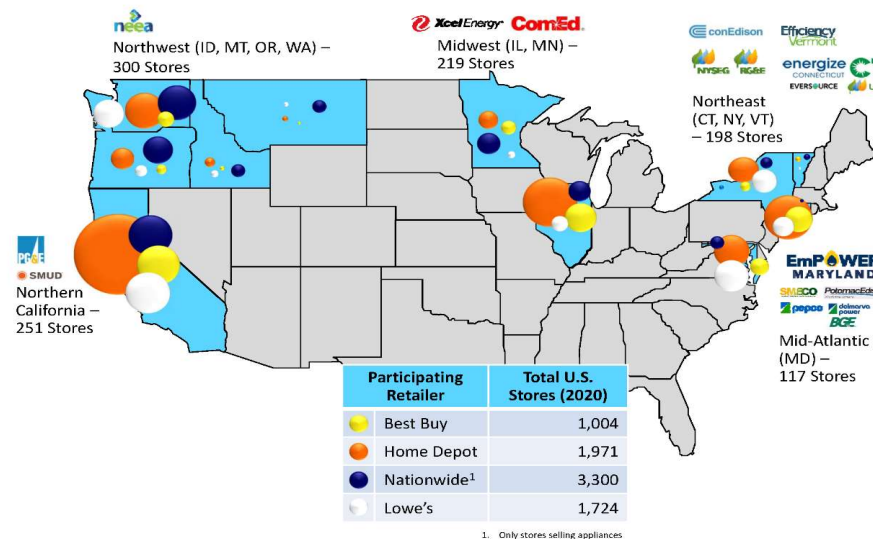 neea
Northwest (ID, MT, OR, WA) –
300 Stores
Xcel Energy ComEd
Midwest (IL, MN) –
219 Stores
conEdison Efficiency
Vermont
NYSEG RG&E
energize
CONNECTICUT
EVERSOURCE
Northeast
(CT, NY, VT)
– 198 Stores
PG&E
SMUD
Northern
California –
251 Stores
EmPOWER
MARYLAND
SMECO PotomacEd
pepco delmarva
power
BGE
Mid-Atlantic
(MD) –
117 Stores
Participating
Retailer
Total U.S.
Stores (2020)
Best Buy 1,004
Home Depot 1,971
Nationwide1 3,300
Lowe's 1,724
1. Only stores selling appliances